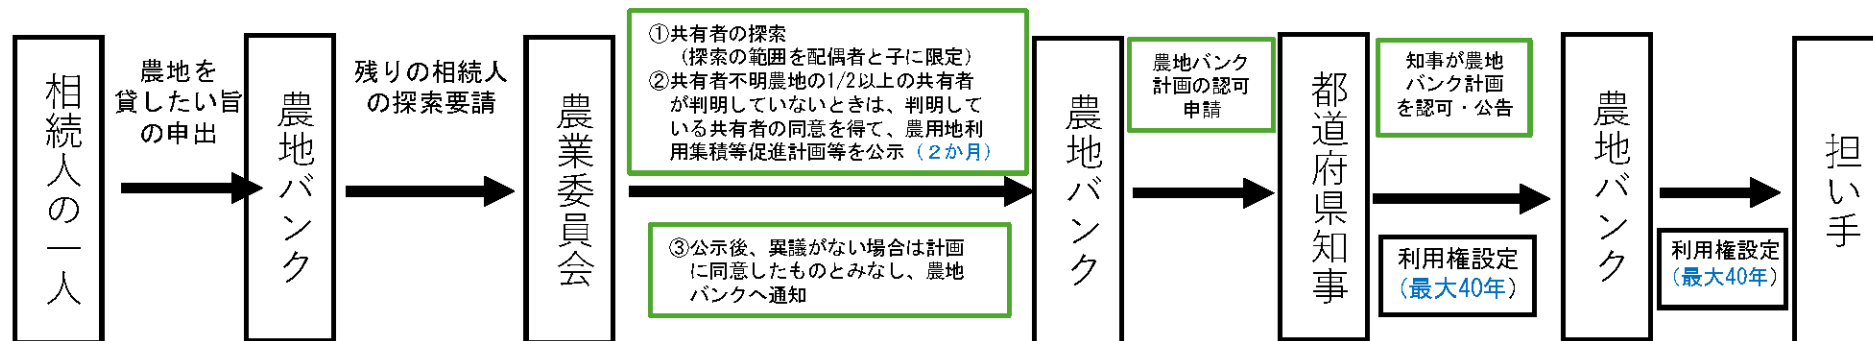 相続人の一人
農地を
貸したい旨
の申出
農地バンク
残りの相続人
の探索要請
農業委員会
①共有者の探索
（探索の範囲を配偶者と子に限定）
②共有者不明農地の1/2以上の共有者
が判明していないときは、判明して
いる共有者の同意を得て、農用地利
用集積等促進計画等を公示（２か月）
③公示後、異議がない場合は計画
に同意したものとみなし、農地
バンクへ通知
農地バンク
農地バンク
計画の認可
申請
都道府県知事
知事が農地
バンク計画
を認可・公告
利用権設定
（最大40年）
農地バンク
利用権設定
（最大40年）
担い手